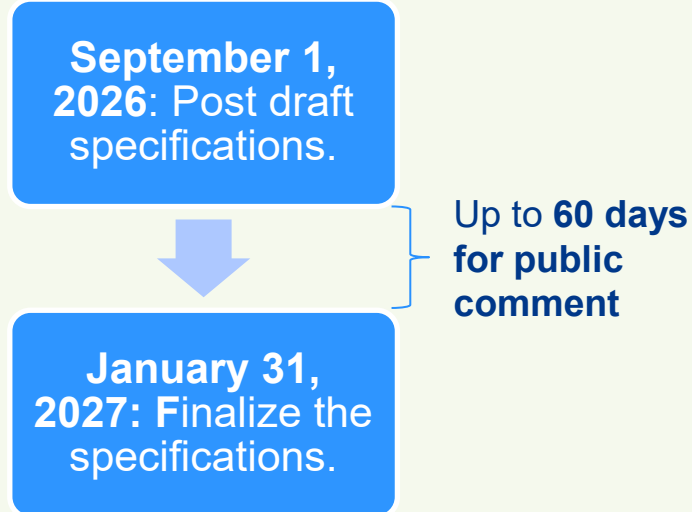 September 1,
2026: Post draft
specifications.
Up to 60 days
for public
comment
January 31,
2027: Finalize the
specifications.